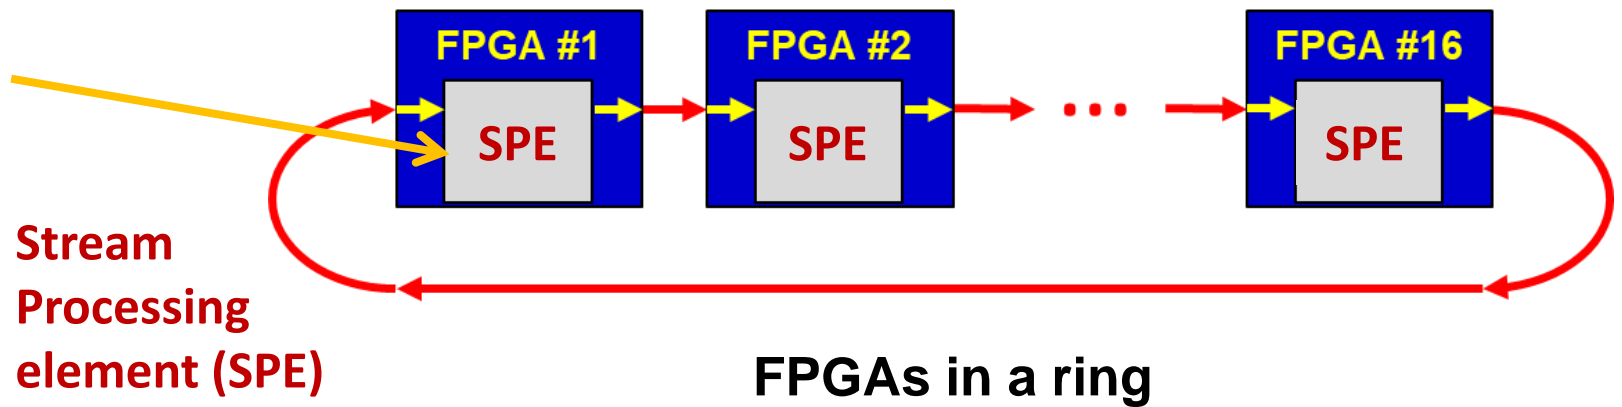 FPGA #1
FPGA #2
FPGA #16
SPE
SPE
...
SPE
Stream
Processing
element (SPE)
FPGAs in a ring